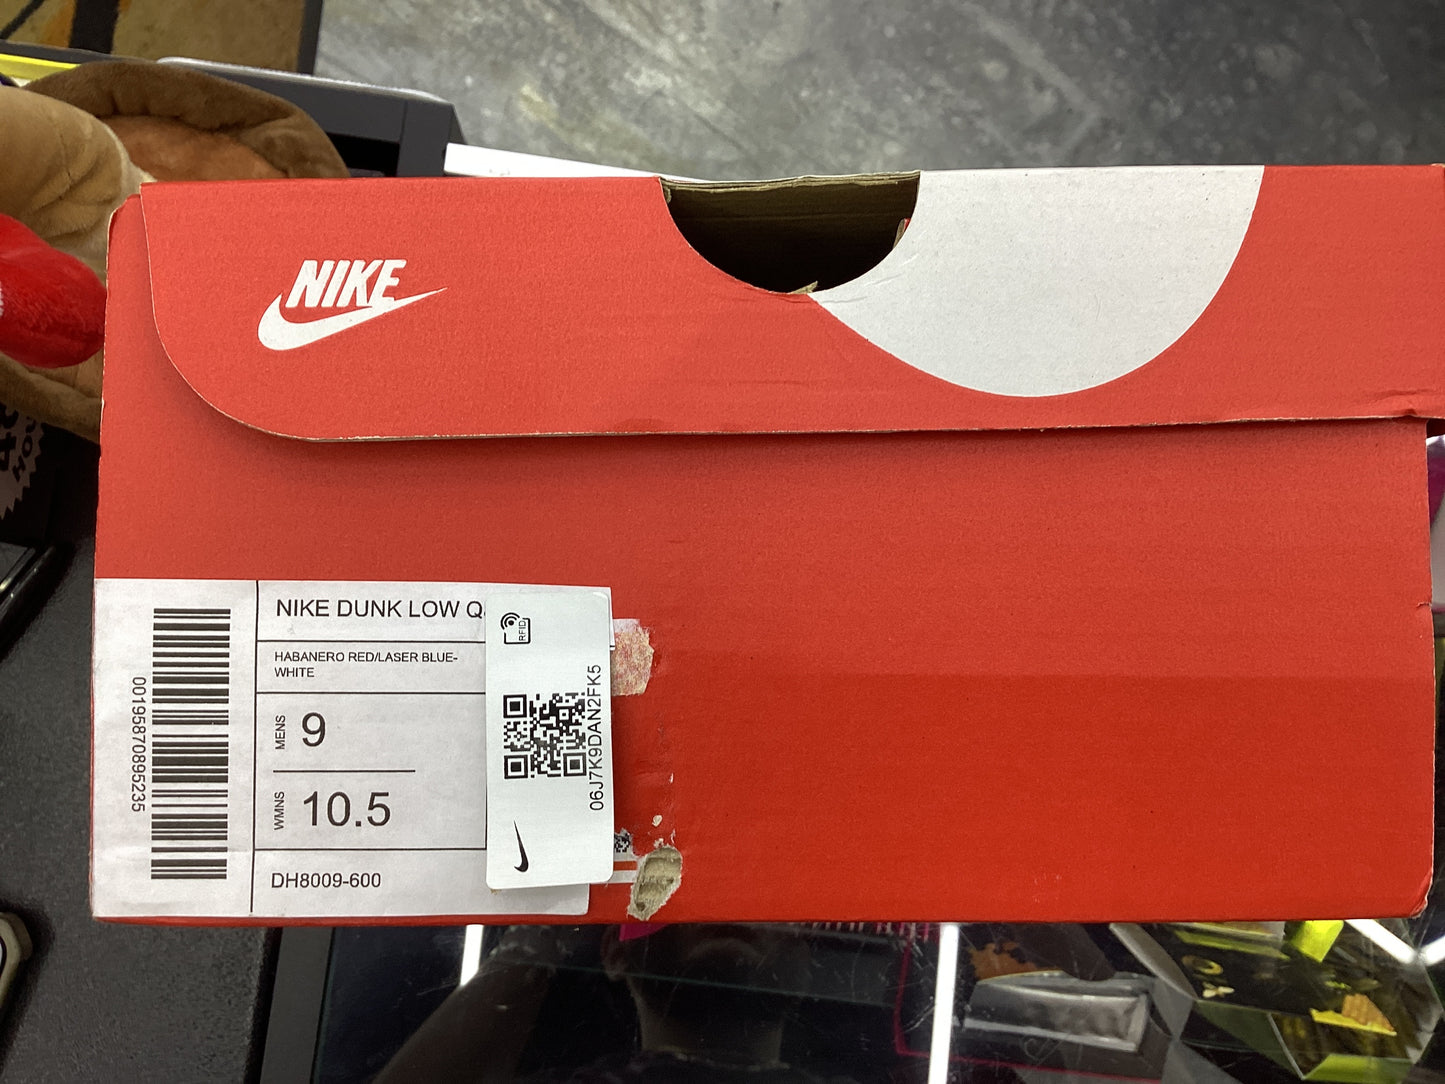 NIKE
NIKE DUNK LOW
HABANERO RED/LASER BLUE-
WHITE
MENS 9
WMNS 10.5
DH8009-600
00195870895235
RFID
06J7K9DAN2FK5
HOU